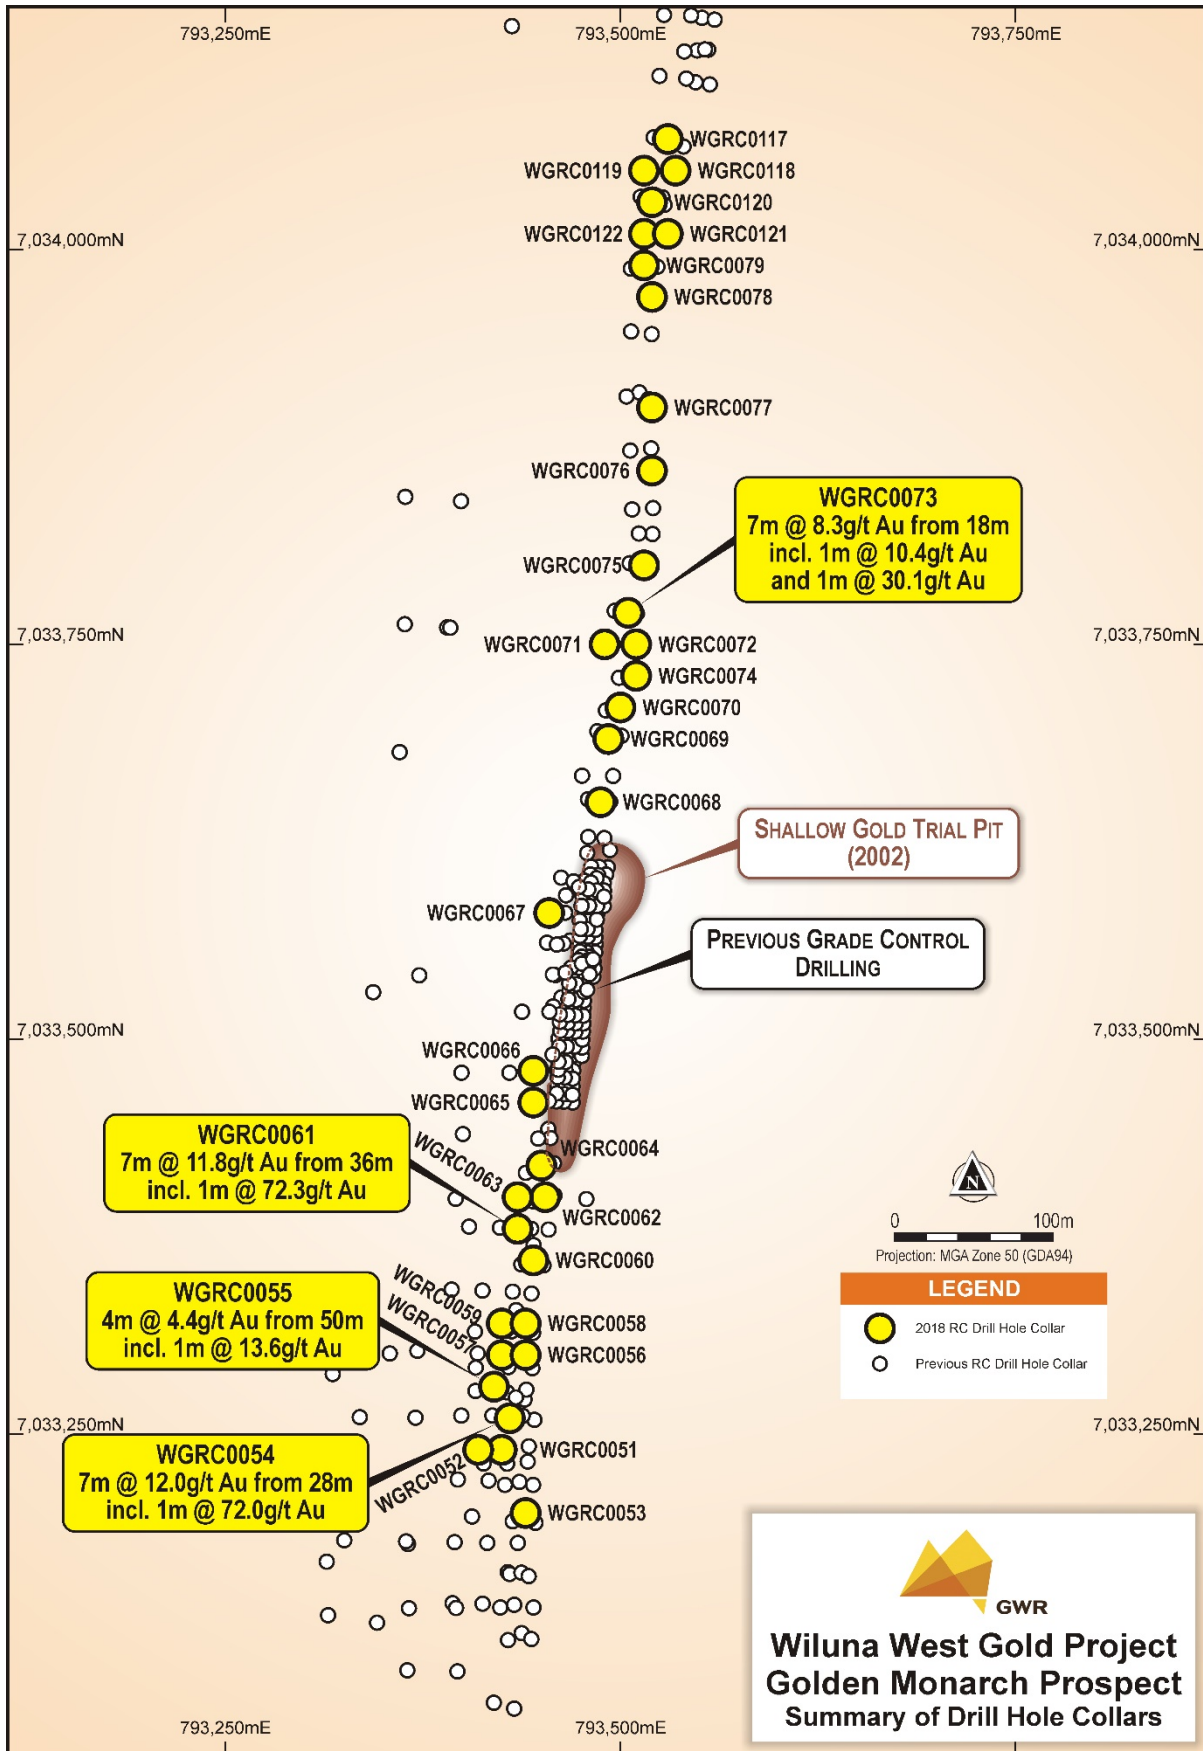 793,250mE
793,500mE
793,750mE
WGRC0117
WGRC0119
WGRC0118
WGRC0120
WGRC0122
WGRC0121
7,034,000mN
7,034,000mN
WGRC0079
WGRC0078
WGRC0077
WGRC0076
WGRC0073
7m @ 8.3g/t Au from 18m
incl. 1m @ 10.4g/t Au
and 1m @ 30.1g/t Au
WGRC0075
7,033,750mN
WGRC0071
WGRC0072
7,033,750mN
WGRC0074
WGRC0070
WGRC0069
WGRC0068
SHALLOW GOLD TRIAL PIT
(2002)
WGRC0067
PREVIOUS GRADE CONTROL
DRILLING
7,033,500mN
7,033,500mN
WGRC0066
WGRC0065
WGRC0061
7m @ 11.8g/t Au from 36m
incl. 1m @ 72.3g/t Au
WGRC0063
WGRC0064
WGRC0062
WGRC0060
N
0
100m
Projection: MGA Zone 50 (GDA94)
LEGEND
2018 RC Drill Hole Collar
Previous RC Drill Hole Collar
WGRC0055
4m @ 4.4g/t Au from 50m
incl. 1m @ 13.6g/t Au
WGRC0059
WGRC0057
WGRC0058
WGRC0056
7,033,250mN
7,033,250mN
WGRC0054
7m @ 12.0g/t Au from 28m
incl. 1m @ 72.0g/t Au
WGRC0052
WGRC0051
WGRC0053
GWR
Wiluna West Gold Project
Golden Monarch Prospect
Summary of Drill Hole Collars
793,250mE
793,500mE